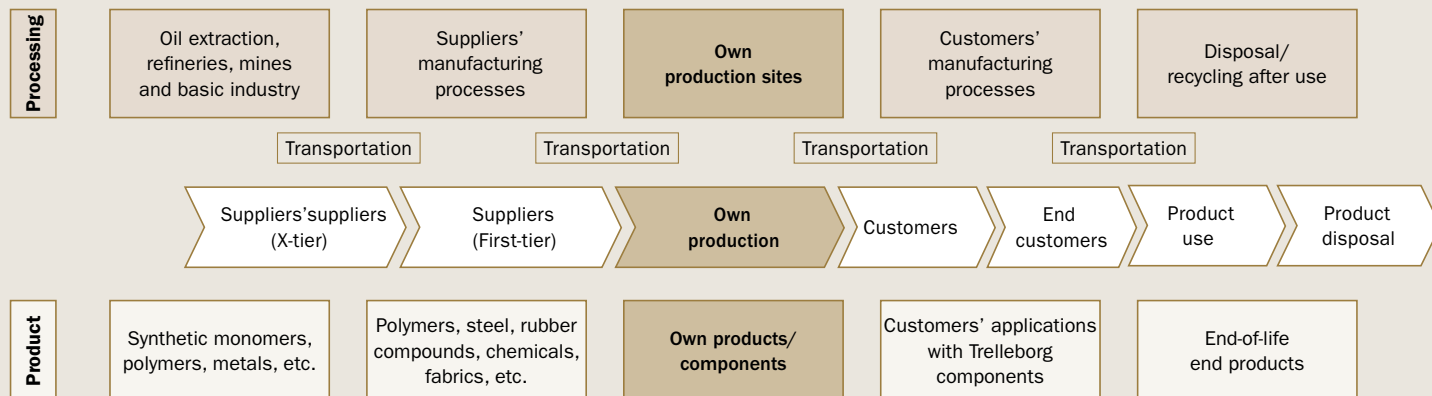 Processing
Oil extraction,
refineries, mines
and basic industry
Suppliers’
manufacturing
processes
Own
production sites
Customers’
manufacturing
processes
Disposal/
recycling after use
Transportation
Transportation
Transportation
Transportation
Suppliers’suppliers
(X-tier)
Suppliers
(First-tier)
Own
production
Customers
End
customers
Product
use
Product
disposal
Product
Synthetic monomers,
polymers, metals, etc.
Polymers, steel, rubber
compounds, chemicals,
fabrics, etc.
Own products/
components
Customers’ applications
with Trelleborg
components
End-of-life
end products